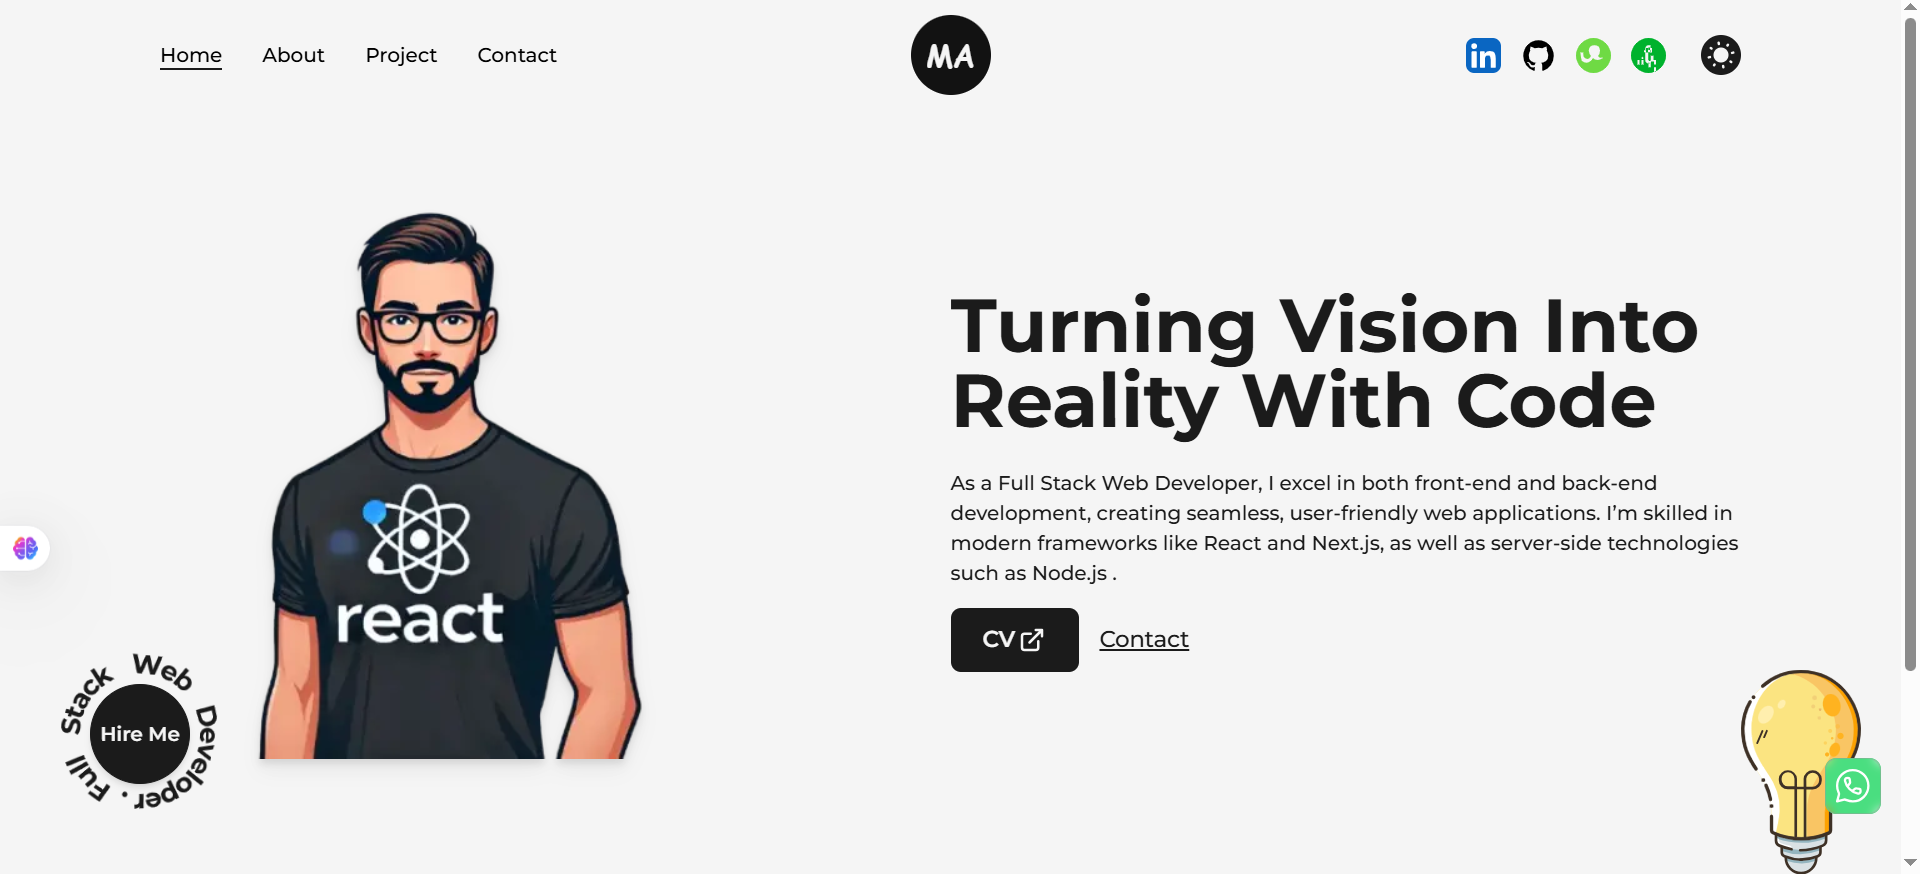 Home About Project Contact
MA
in
Turning Vision Into
Reality With Code
As a Full Stack Web Developer, I excel in both front-end and back-end
development, creating seamless, user-friendly web applications. I’m skilled in
modern frameworks like React and Next.js, as well as server-side technologies
such as Node.js .
CV Contact
react
Full Stack Web Developer .
Hire Me